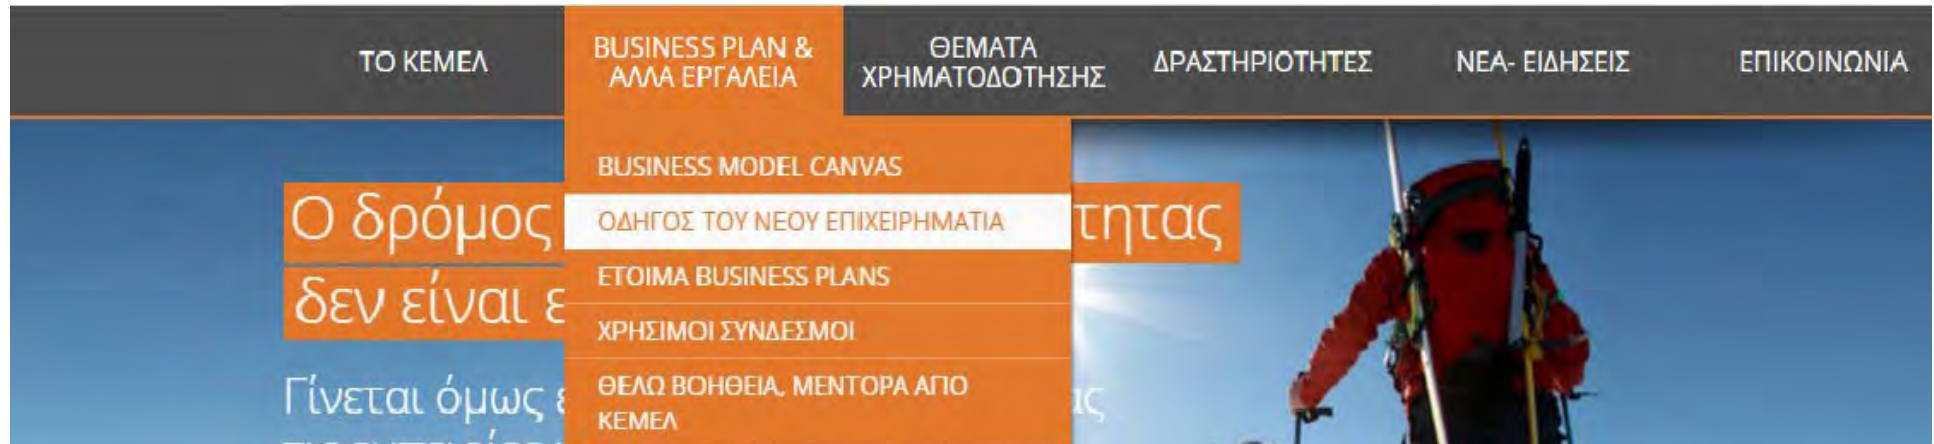 ΤΟ ΚΕΜΕΛ
BUSINESS PLAN &
ΑΛΛΑ ΕΡΓΑΛΕΙΑ
ΘΕΜΑΤΑ
ΧΡΗΜΑΤΟΔΟΤΗΣΗΣ
ΔΡΑΣΤΗΡΙΟΤΗΤΕΣ
ΝΕΑ- ΕΙΔΗΣΕΙΣ
ΕΠΙΚΟΙΝΩΝΙΑ
BUSINESS MODEL CANVAS
ΟΔΗΓΟΣ ΤΟΥ ΝΕΟΥ ΕΠΙΧΕΙΡΗΜΑΤΙΑ
ΕΤΟΙΜΑ BUSINESS PLANS
ΧΡΗΣΙΜΟΙ ΣΥΝΔΕΣΜΟΙ
ΘΕΛΩ ΒΟΗΘΕΙΑ, ΜΕΝΤΟΡΑ ΑΠΟ
ΚΕΜΕΛ
Ο δρόμος τητας
δεν είναι ε
Γίνεται όμως ας